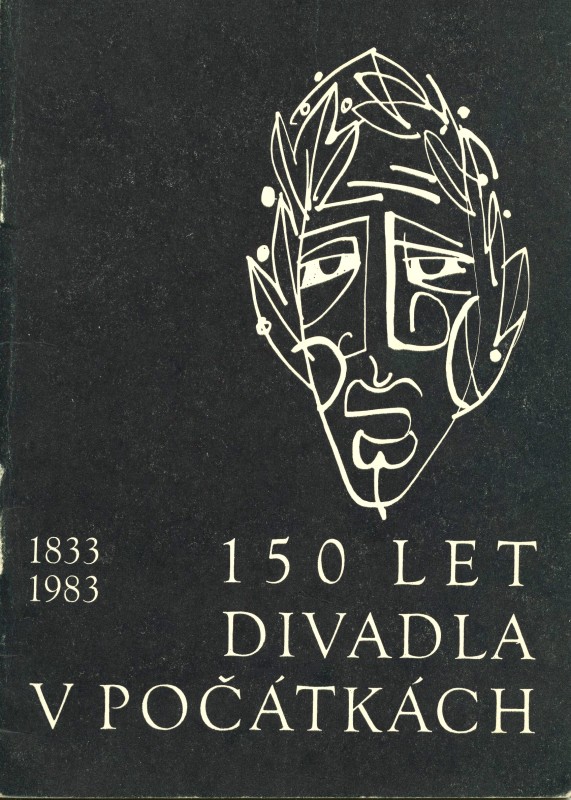 1833
1983
150 LET
DIVADLA
V POČÁTKÁCH